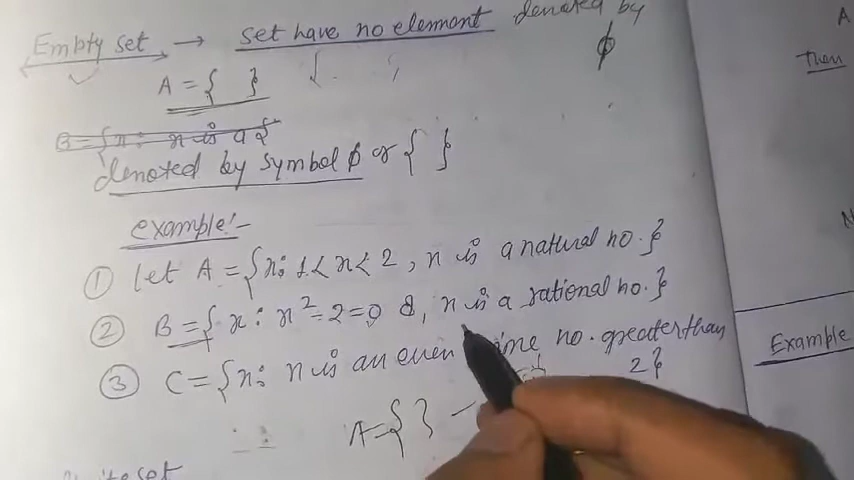 Empty set → set have no element denoted by ϕ
A = { }
B = {x : x is a {
denoted by symbol ϕ or { }
example:-
① let A = {x : 1 < x < 2, x is a natural no. }
② B = { x : x² - 2 = 0 &, x is a rational no. }
③ C = {x : x is an even no. greater than 2}
A = { } -
A
Then
Example